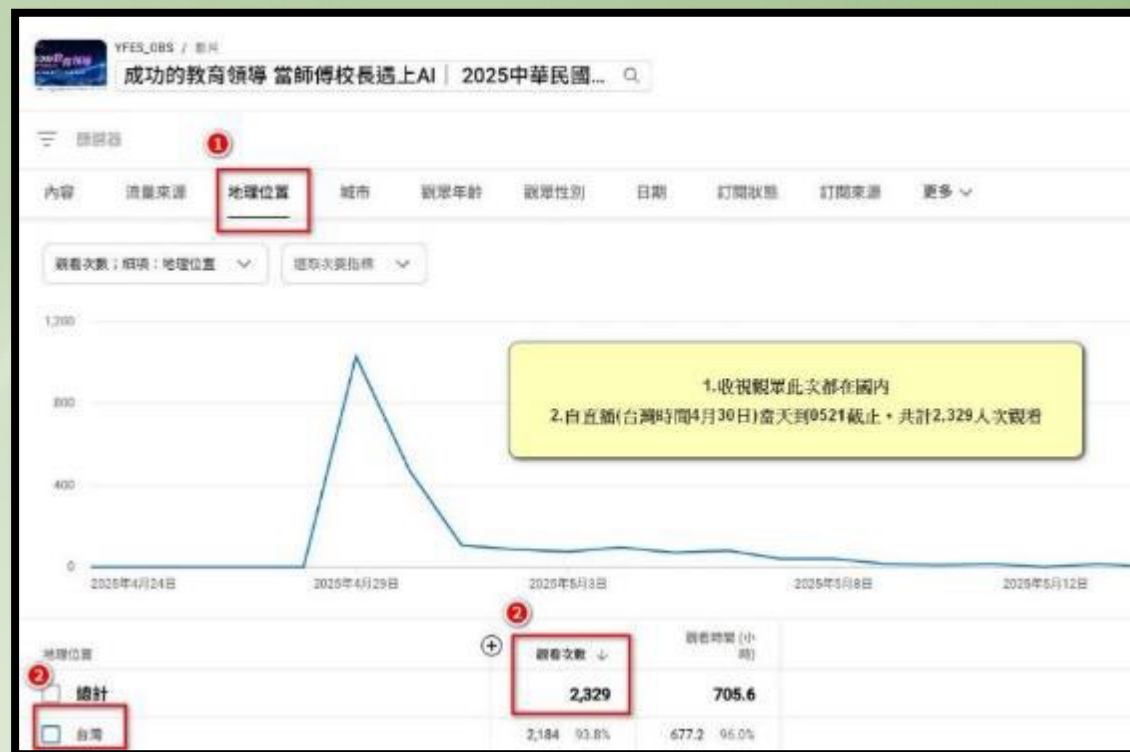 YFES_OBS / 影片
成功的教育領導 當師傅校長遇上AI｜ 2025中華民國...
篩選器
1
內容 流量來源 地理位置 城市 觀眾年齡 觀眾性別 日期 訂閱狀態 訂閱來源 更多
觀看次數；細項：地理位置 選取次要指標
1,200
1.收視觀眾此次都在國內
800
2.自直播(台灣時間4月30日)當天到0521截止，共計2,329人次觀看
400
0
2025年4月24日 2025年4月29日 2025年5月3日 2025年5月8日 2025年5月12日
2
地理位置 觀看次數 ↓ 觀看時間 (小時)
2
總計 2,329 705.6
台灣 2,184 93.8% 677.2 96.0%